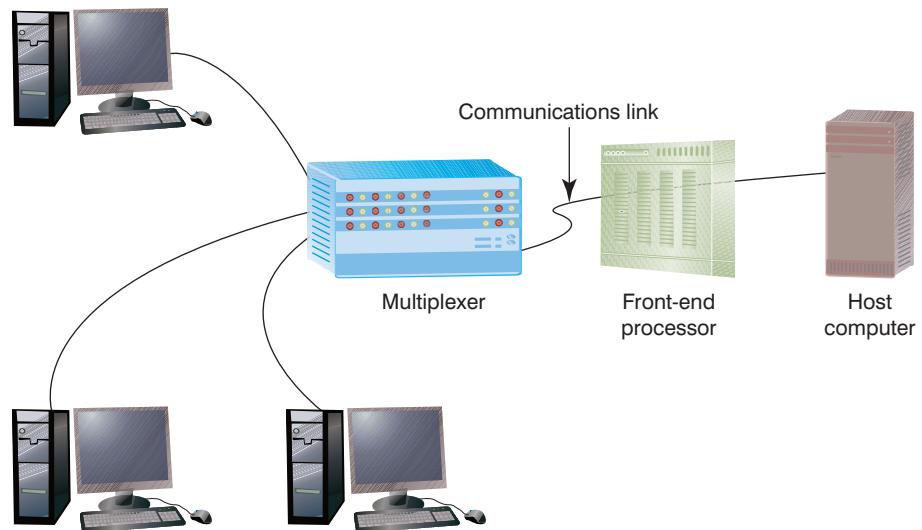 Communications link
Multiplexer
Front-end
processor
Host
computer